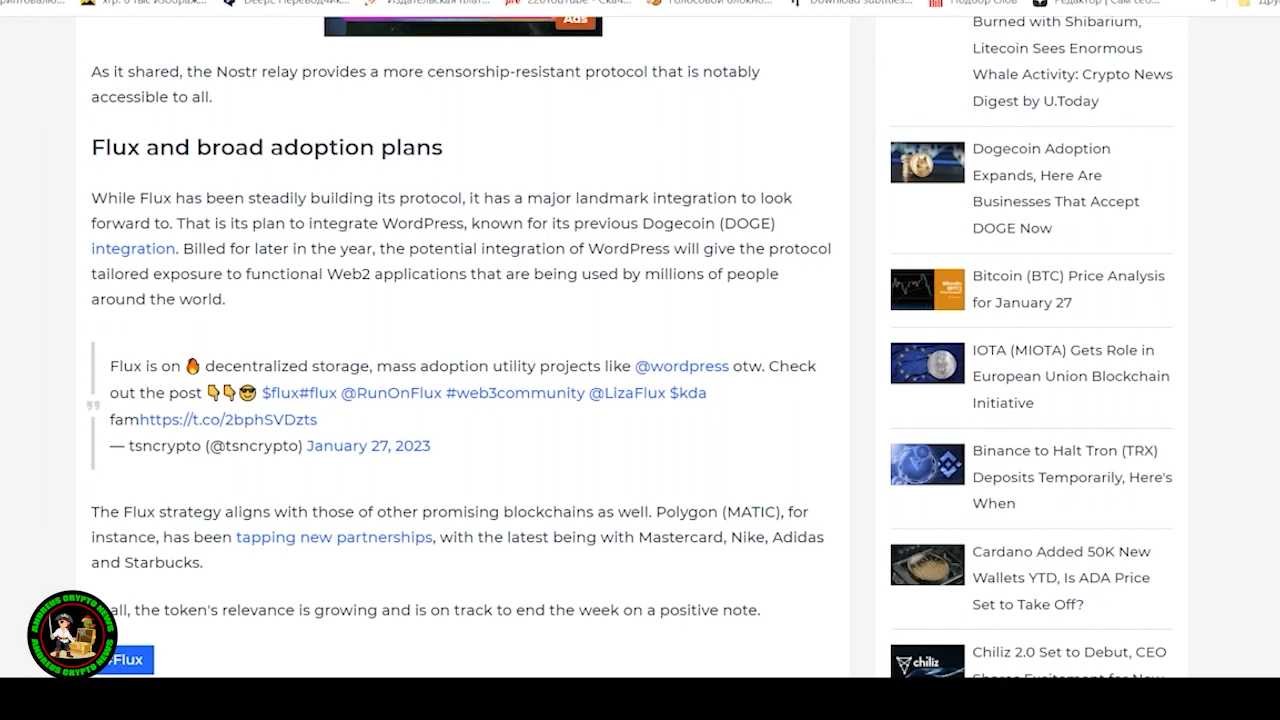 Ads
As it shared, the Nostr relay provides a more censorship-resistant protocol that is notably
accessible to all.
Flux and broad adoption plans
While Flux has been steadily building its protocol, it has a major landmark integration to look
forward to. That is its plan to integrate WordPress, known for its previous Dogecoin (DOGE)
integration. Billed for later in the year, the potential integration of WordPress will give the protocol
tailored exposure to functional Web2 applications that are being used by millions of people
around the world.
Flux is on 🔥 decentralized storage, mass adoption utility projects like @wordpress otw. Check
out the post 👇👇😎 $flux#flux @RunOnFlux #web3community @LizaFlux $kda
famhttps://t.co/2bphSVDzts
— tsncrypto (@tsncrypto) January 27, 2023
The Flux strategy aligns with those of other promising blockchains as well. Polygon (MATIC), for
instance, has been tapping new partnerships, with the latest being with Mastercard, Nike, Adidas
and Starbucks.
all, the token's relevance is growing and is on track to end the week on a positive note.
#Flux
ANDREUS CRYPTO NEWS
ANDREUS CRYPTO NEWS
Burned with Shibarium,
Litecoin Sees Enormous
Whale Activity: Crypto News
Digest by U.Today
Dogecoin Adoption
Expands, Here Are
Businesses That Accept
DOGE Now
Bitcoin (BTC) Price Analysis
for January 27
IOTA (MIOTA) Gets Role in
European Union Blockchain
Initiative
Binance to Halt Tron (TRX)
Deposits Temporarily, Here's
When
Cardano Added 50K New
Wallets YTD, Is ADA Price
Set to Take Off?
chiliz
Chiliz 2.0 Set to Debut, CEO
Shares Excitement for New